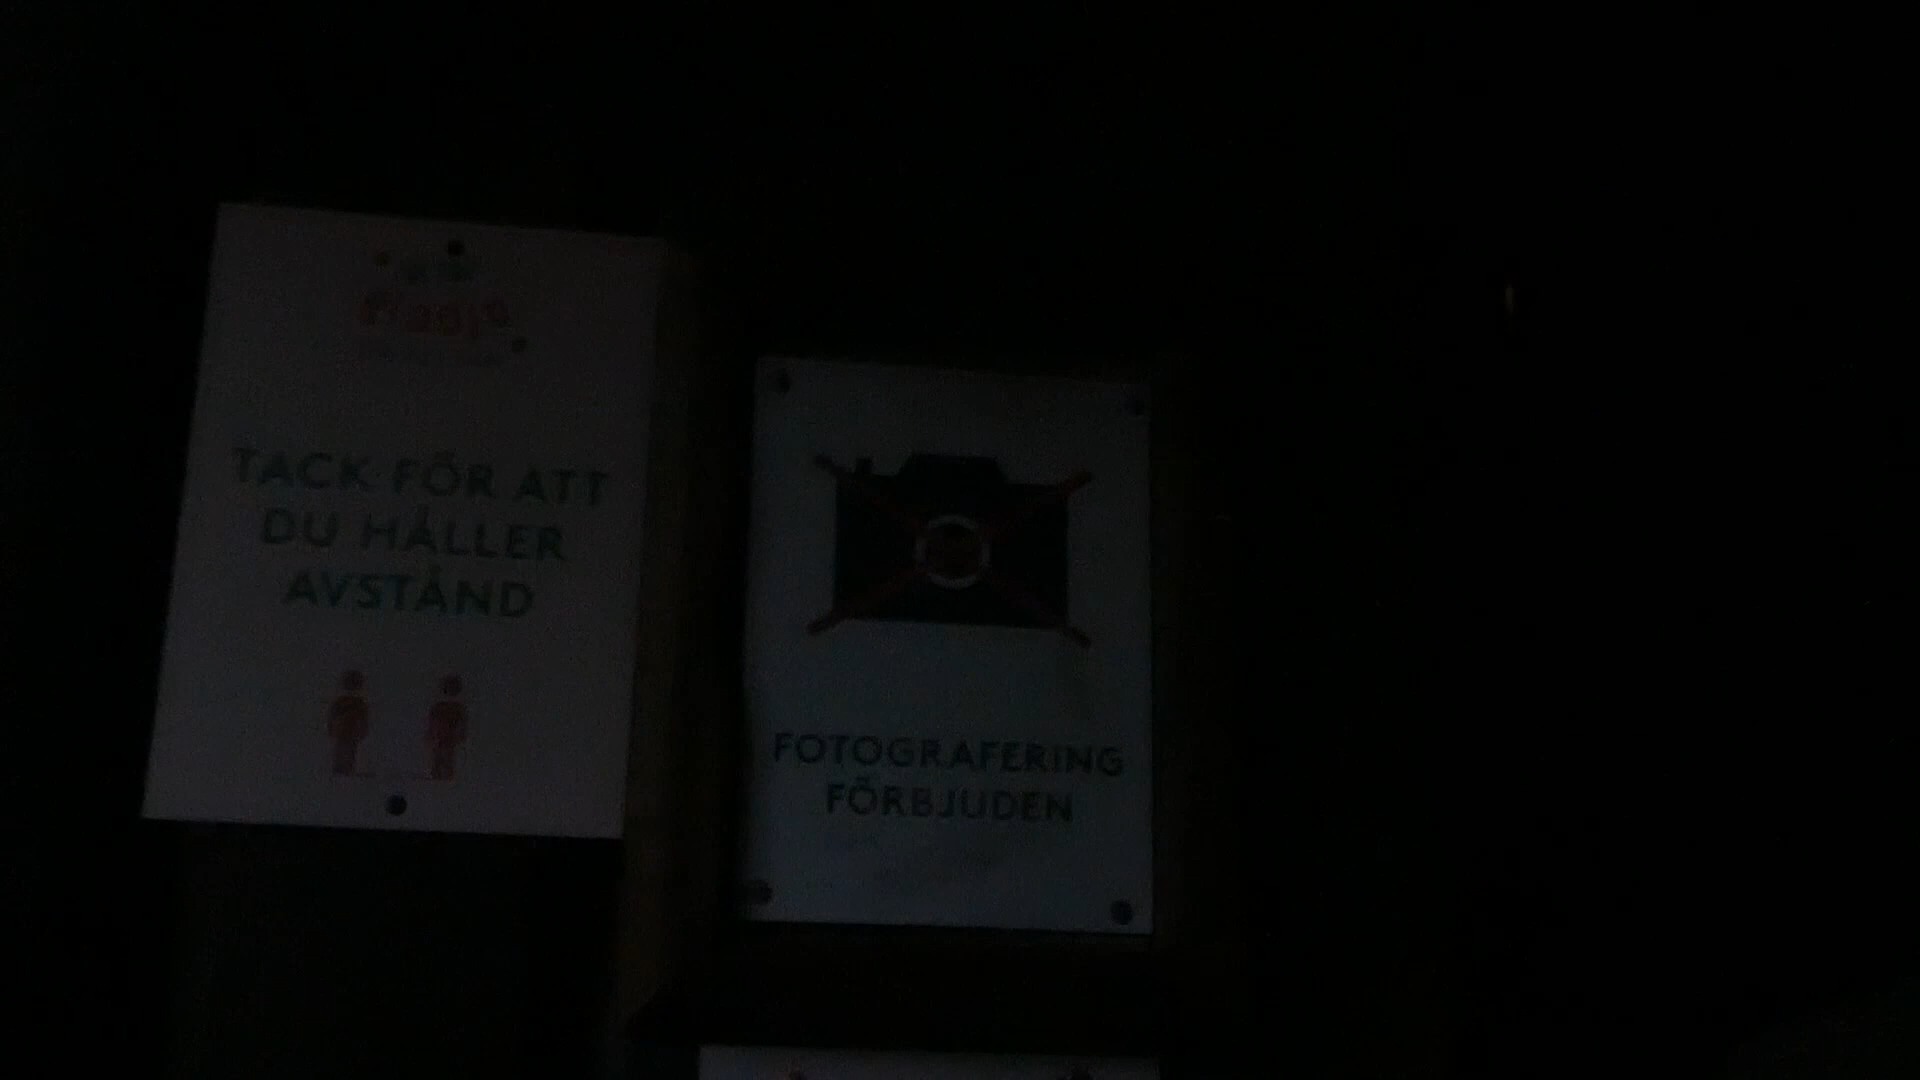 TACK FÖR ATT
DU HÅLLER
AVSTÅND
FOTOGRAFERING
FÖRBJUDEN